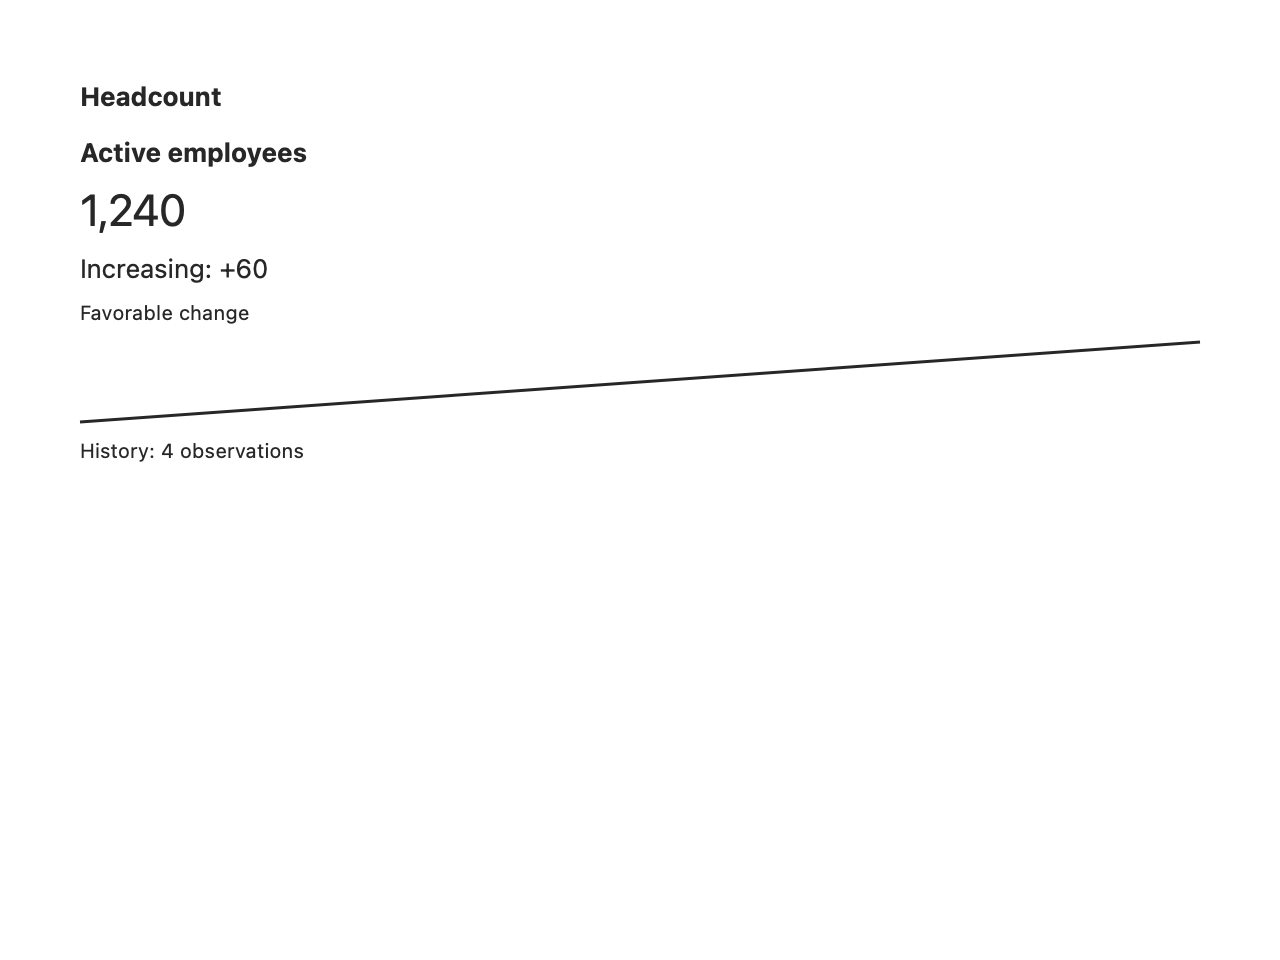 Headcount
Active employees
1,240
Increasing: +60
Favorable change
History: 4 observations